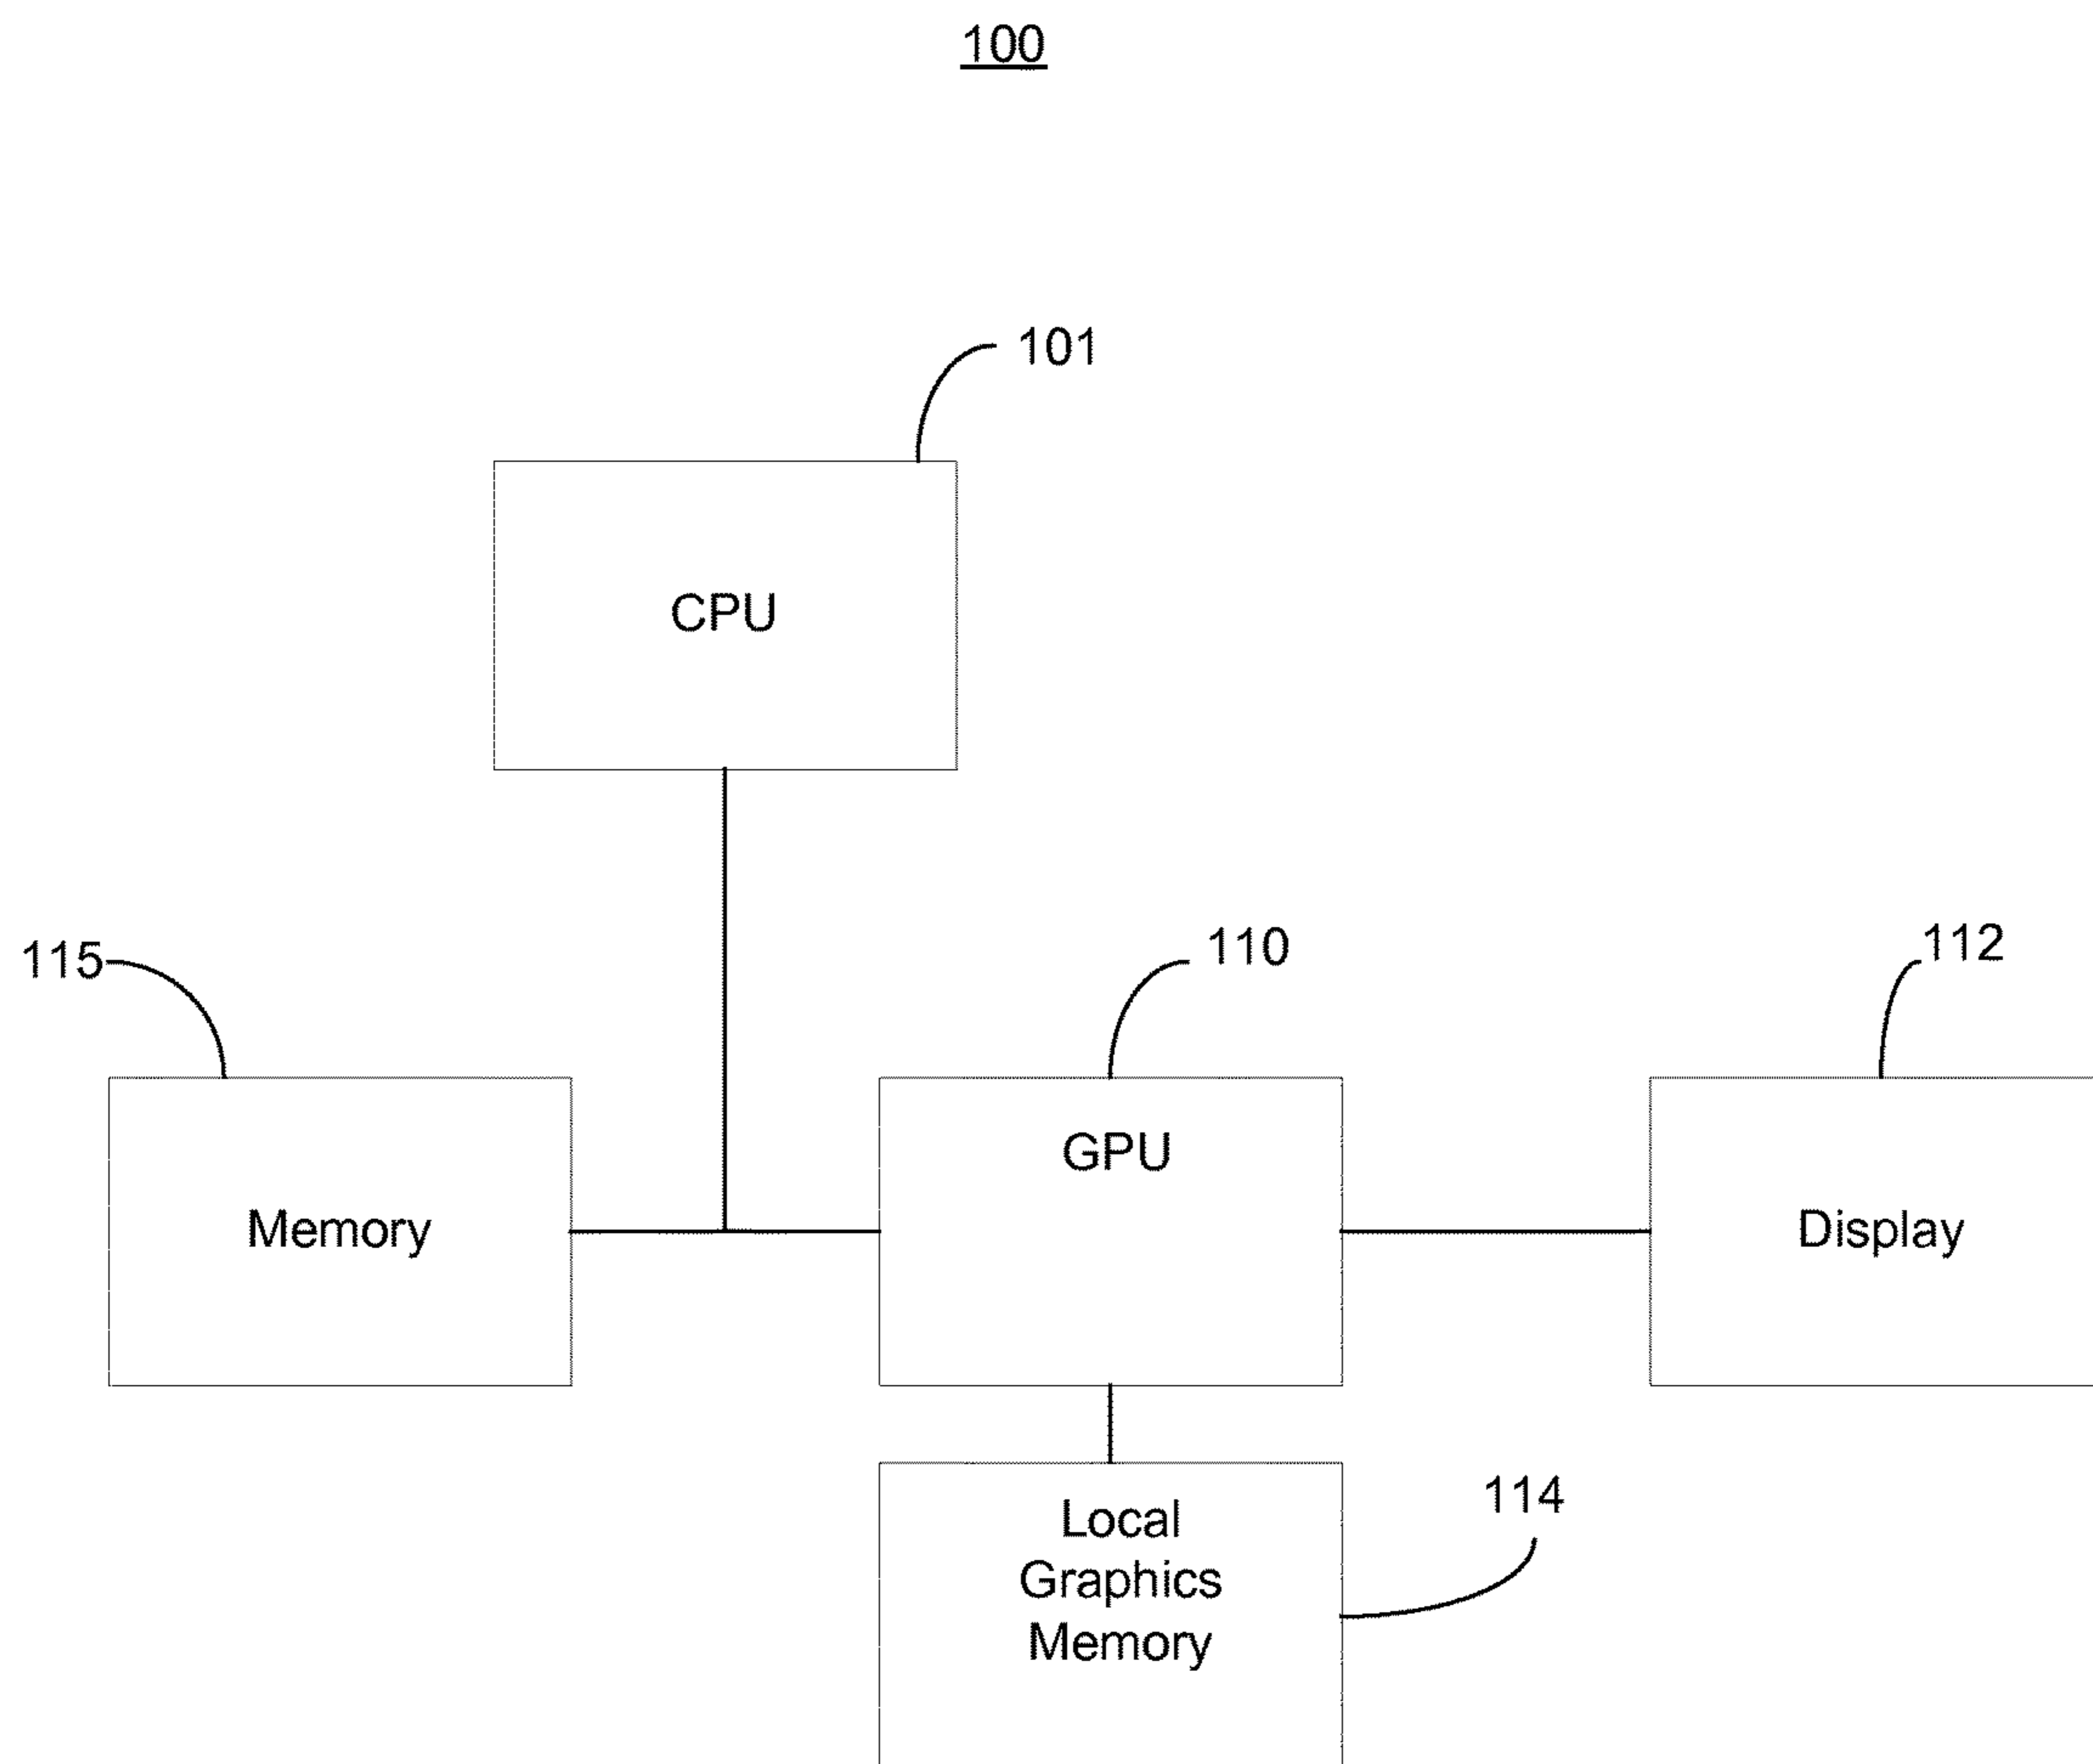 100
101
CPU
115
110
112
GPU
Memory
Display
Local
Graphics
Memory
114